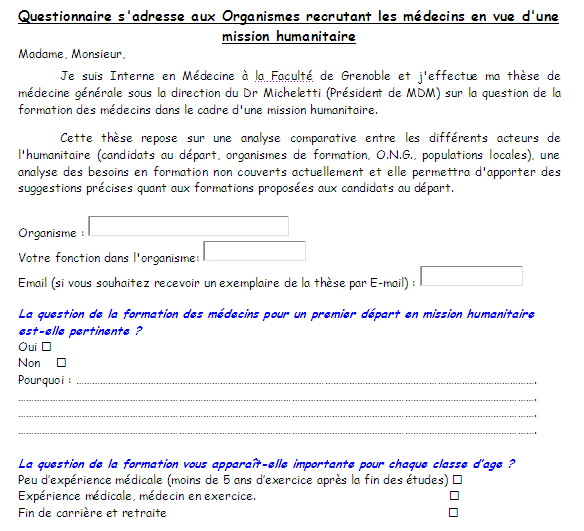 Questionnaire s'adresse aux Organismes recrutant les médecins en vue d'une
mission humanitaire
Madame, Monsieur,
Je suis Interne en Médecine à la Faculté de Grenoble et j'effectue ma thèse de
médecine générale sous la direction du Dr Micheletti (Président de MDM) sur la question de la
formation des médecins dans le cadre d'une mission humanitaire.
Cette thèse repose sur une analyse comparative entre les différents acteurs de
l'humanitaire (candidats au départ, organismes de formation, O.N.G., populations locales), une
analyse des besoins en formation non couverts actuellement et elle permettra d'apporter des
suggestions précises quant aux formations proposées aux candidats au départ.
Organisme :
Votre fonction dans l'organisme:
Email (si vous souhaitez recevoir un exemplaire de la thèse par E-mail) :
La question de la formation des médecins pour un premier départ en mission humanitaire
est-elle pertinente ?
Oui ☐
Non ☐
Pourquoi :
La question de la formation vous apparaît-elle importante pour chaque classe d'age ?
Peu d'expérience médicale (moins de 5 ans d'exercice après la fin des études) ☐
Expérience médicale, médecin en exercice. ☐
Fin de carrière et retraite ☐